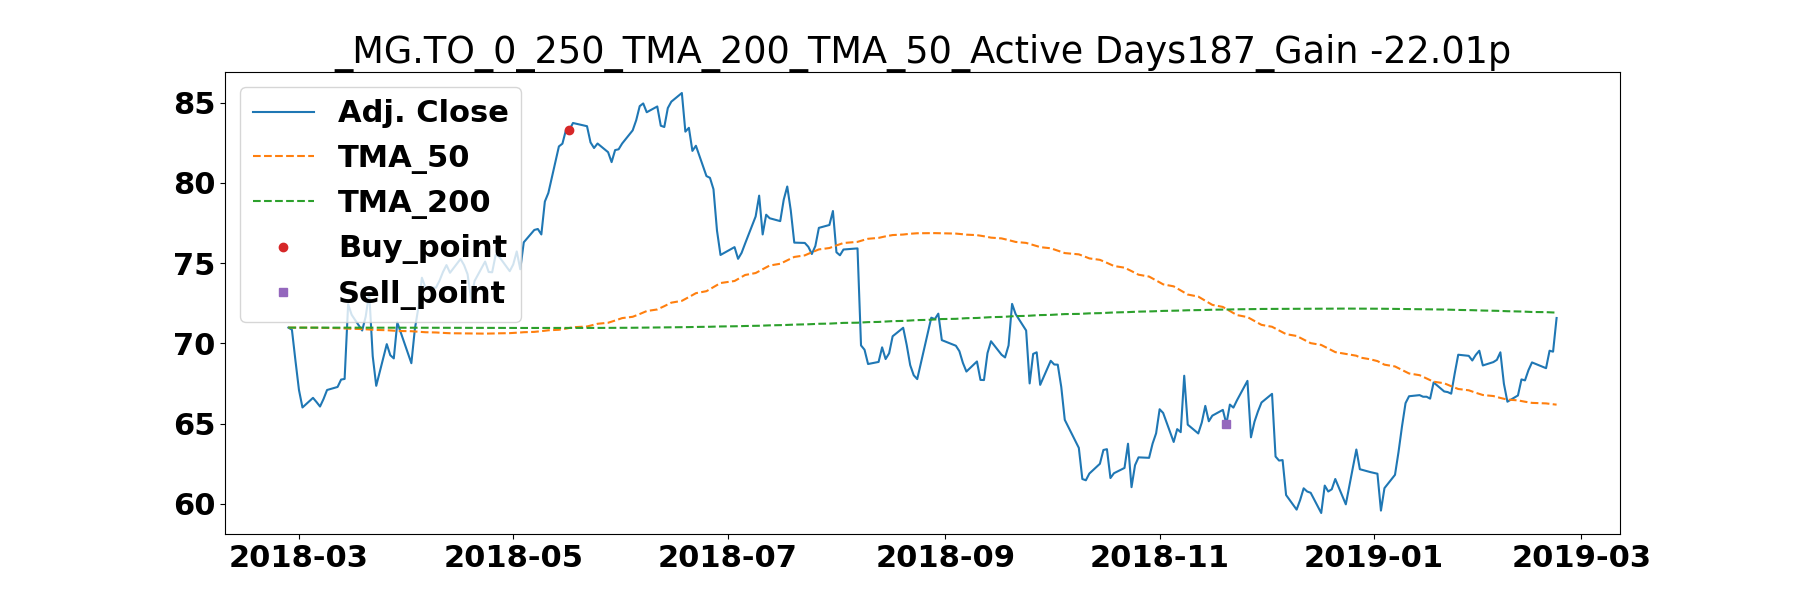 _MG.TO_0_250_TMA_200_TMA_50_Active Days187_Gain -22.01p
Adj. Close
TMA_50
TMA_200
Buy_point
Sell_point
85
80
75
70
65
60
2018-03 2018-05 2018-07 2018-09 2018-11 2019-01 2019-03